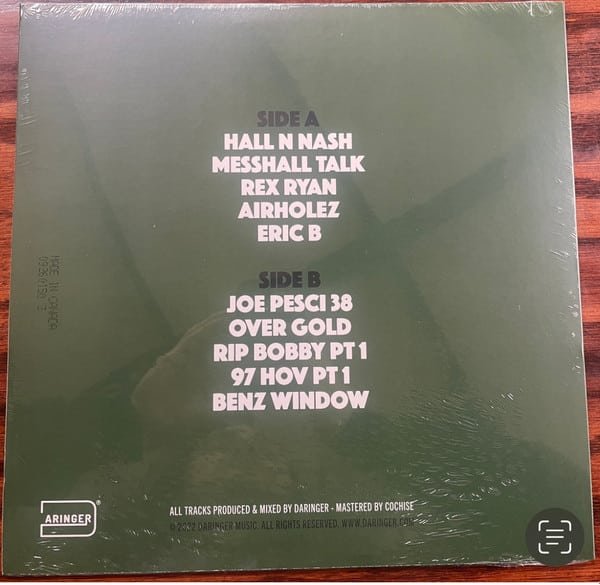 SIDE A
HALL N NASH
MESSHALL TALK
REX RYAN
AIRHOLEZ
ERIC B
SIDE B
JOE PESCI 38
OVER GOLD
RIP BOBBY PT 1
97 HOV PT 1
BENZ WINDOW
MADE IN CANADA
ARINGER
ALL TRACKS PRODUCED & MIXED BY DARINGER - MASTERED BY COCHISE
© 2022 DARINGER MUSIC. ALL RIGHTS RESERVED. WWW.DARINGER.COM